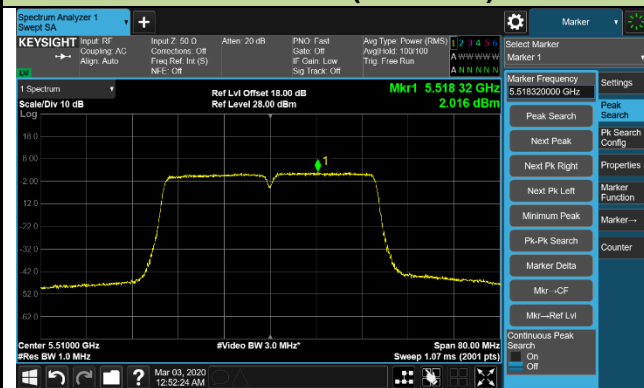 Spectrum Analyzer 1
Swept SA
Marker
KEYSIGHT
Input: RF
Coupling: AC
Align: Auto
Input Z: 50 Ω
Corrections: Off
Freq Ref: Int (S)
NFE: Off
Atten: 20 dB
PNO: Fast
Gate: Off
IF Gain: Low
Sig Track: Off
Avg Type: Power (RMS)
Avg|Hold: 100/100
Trig: Free Run
1 2 3 4 5 6
A W W W W W
A N N N N N
LXI
Select Marker
Marker 1
Marker Frequency
5.518320000 GHz
Peak Search
Next Peak
Next Pk Right
Next Pk Left
Minimum Peak
Pk-Pk Search
Marker Delta
Mkr→CF
Mkr→Ref Lvl
Continuous Peak
Search
On
Off
Settings
Peak
Search
Pk Search
Config
Properties
Marker
Function
Marker→
Counter
1 Spectrum
Scale/Div 10 dB
Log
Ref Lvl Offset 18.00 dB
Ref Level 28.00 dBm
Mkr1 5.518 32 GHz
2.016 dBm
18.0
8.00
-2.00
-12.0
-22.0
-32.0
-42.0
-52.0
-62.0
1
Center 5.51000 GHz
#Res BW 1.0 MHz
#Video BW 3.0 MHz*
Span 80.00 MHz
Sweep 1.07 ms (2001 pts)
?
Mar 03, 2020
12:52:24 AM